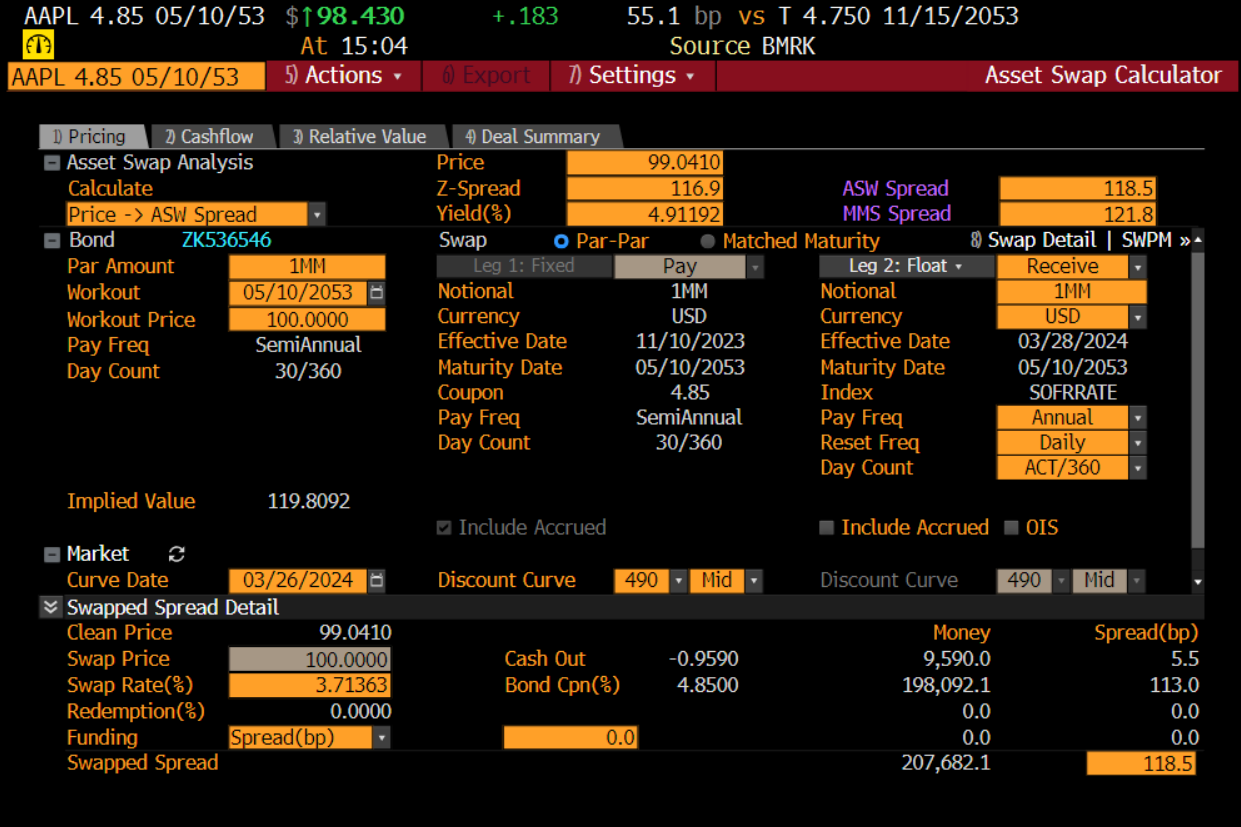 AAPL 4.85 05/10/53 $↑98.430 +.183 55.1 bp vs T 4.750 11/15/2053
At 15:04 Source BMRK
AAPL 4.85 05/10/53 5) Actions 6) Export 7) Settings Asset Swap Calculator
1) Pricing 2) Cashflow 3) Relative Value 4) Deal Summary
Asset Swap Analysis Price 99.0410
Calculate Z-Spread 116.9 ASW Spread 118.5
Price -> ASW Spread Yield(%) 4.91192 MMS Spread 121.8
Bond ZK536546 Swap Par-Par Matched Maturity 8) Swap Detail | SWPM »
Par Amount 1MM Leg 1: Fixed Pay Leg 2: Float Receive
Workout 05/10/2053 Notional 1MM Notional 1MM
Workout Price 100.0000 Currency USD Currency USD
Pay Freq SemiAnnual Effective Date 11/10/2023 Effective Date 03/28/2024
Day Count 30/360 Maturity Date 05/10/2053 Maturity Date 05/10/2053
Coupon 4.85 Index SOFRRATE
Pay Freq SemiAnnual Pay Freq Annual
Day Count 30/360 Reset Freq Daily
Day Count ACT/360
Implied Value 119.8092
Include Accrued Include Accrued OIS
Market
Curve Date 03/26/2024 Discount Curve 490 Mid Discount Curve 490 Mid
Swapped Spread Detail
Clean Price 99.0410 Money Spread(bp)
Swap Price 100.0000 Cash Out -0.9590 9,590.0 5.5
Swap Rate(%) 3.71363 Bond Cpn(%) 4.8500 198,092.1 113.0
Redemption(%) 0.0000 0.0 0.0
Funding Spread(bp) 0.0 0.0 0.0
Swapped Spread 207,682.1 118.5